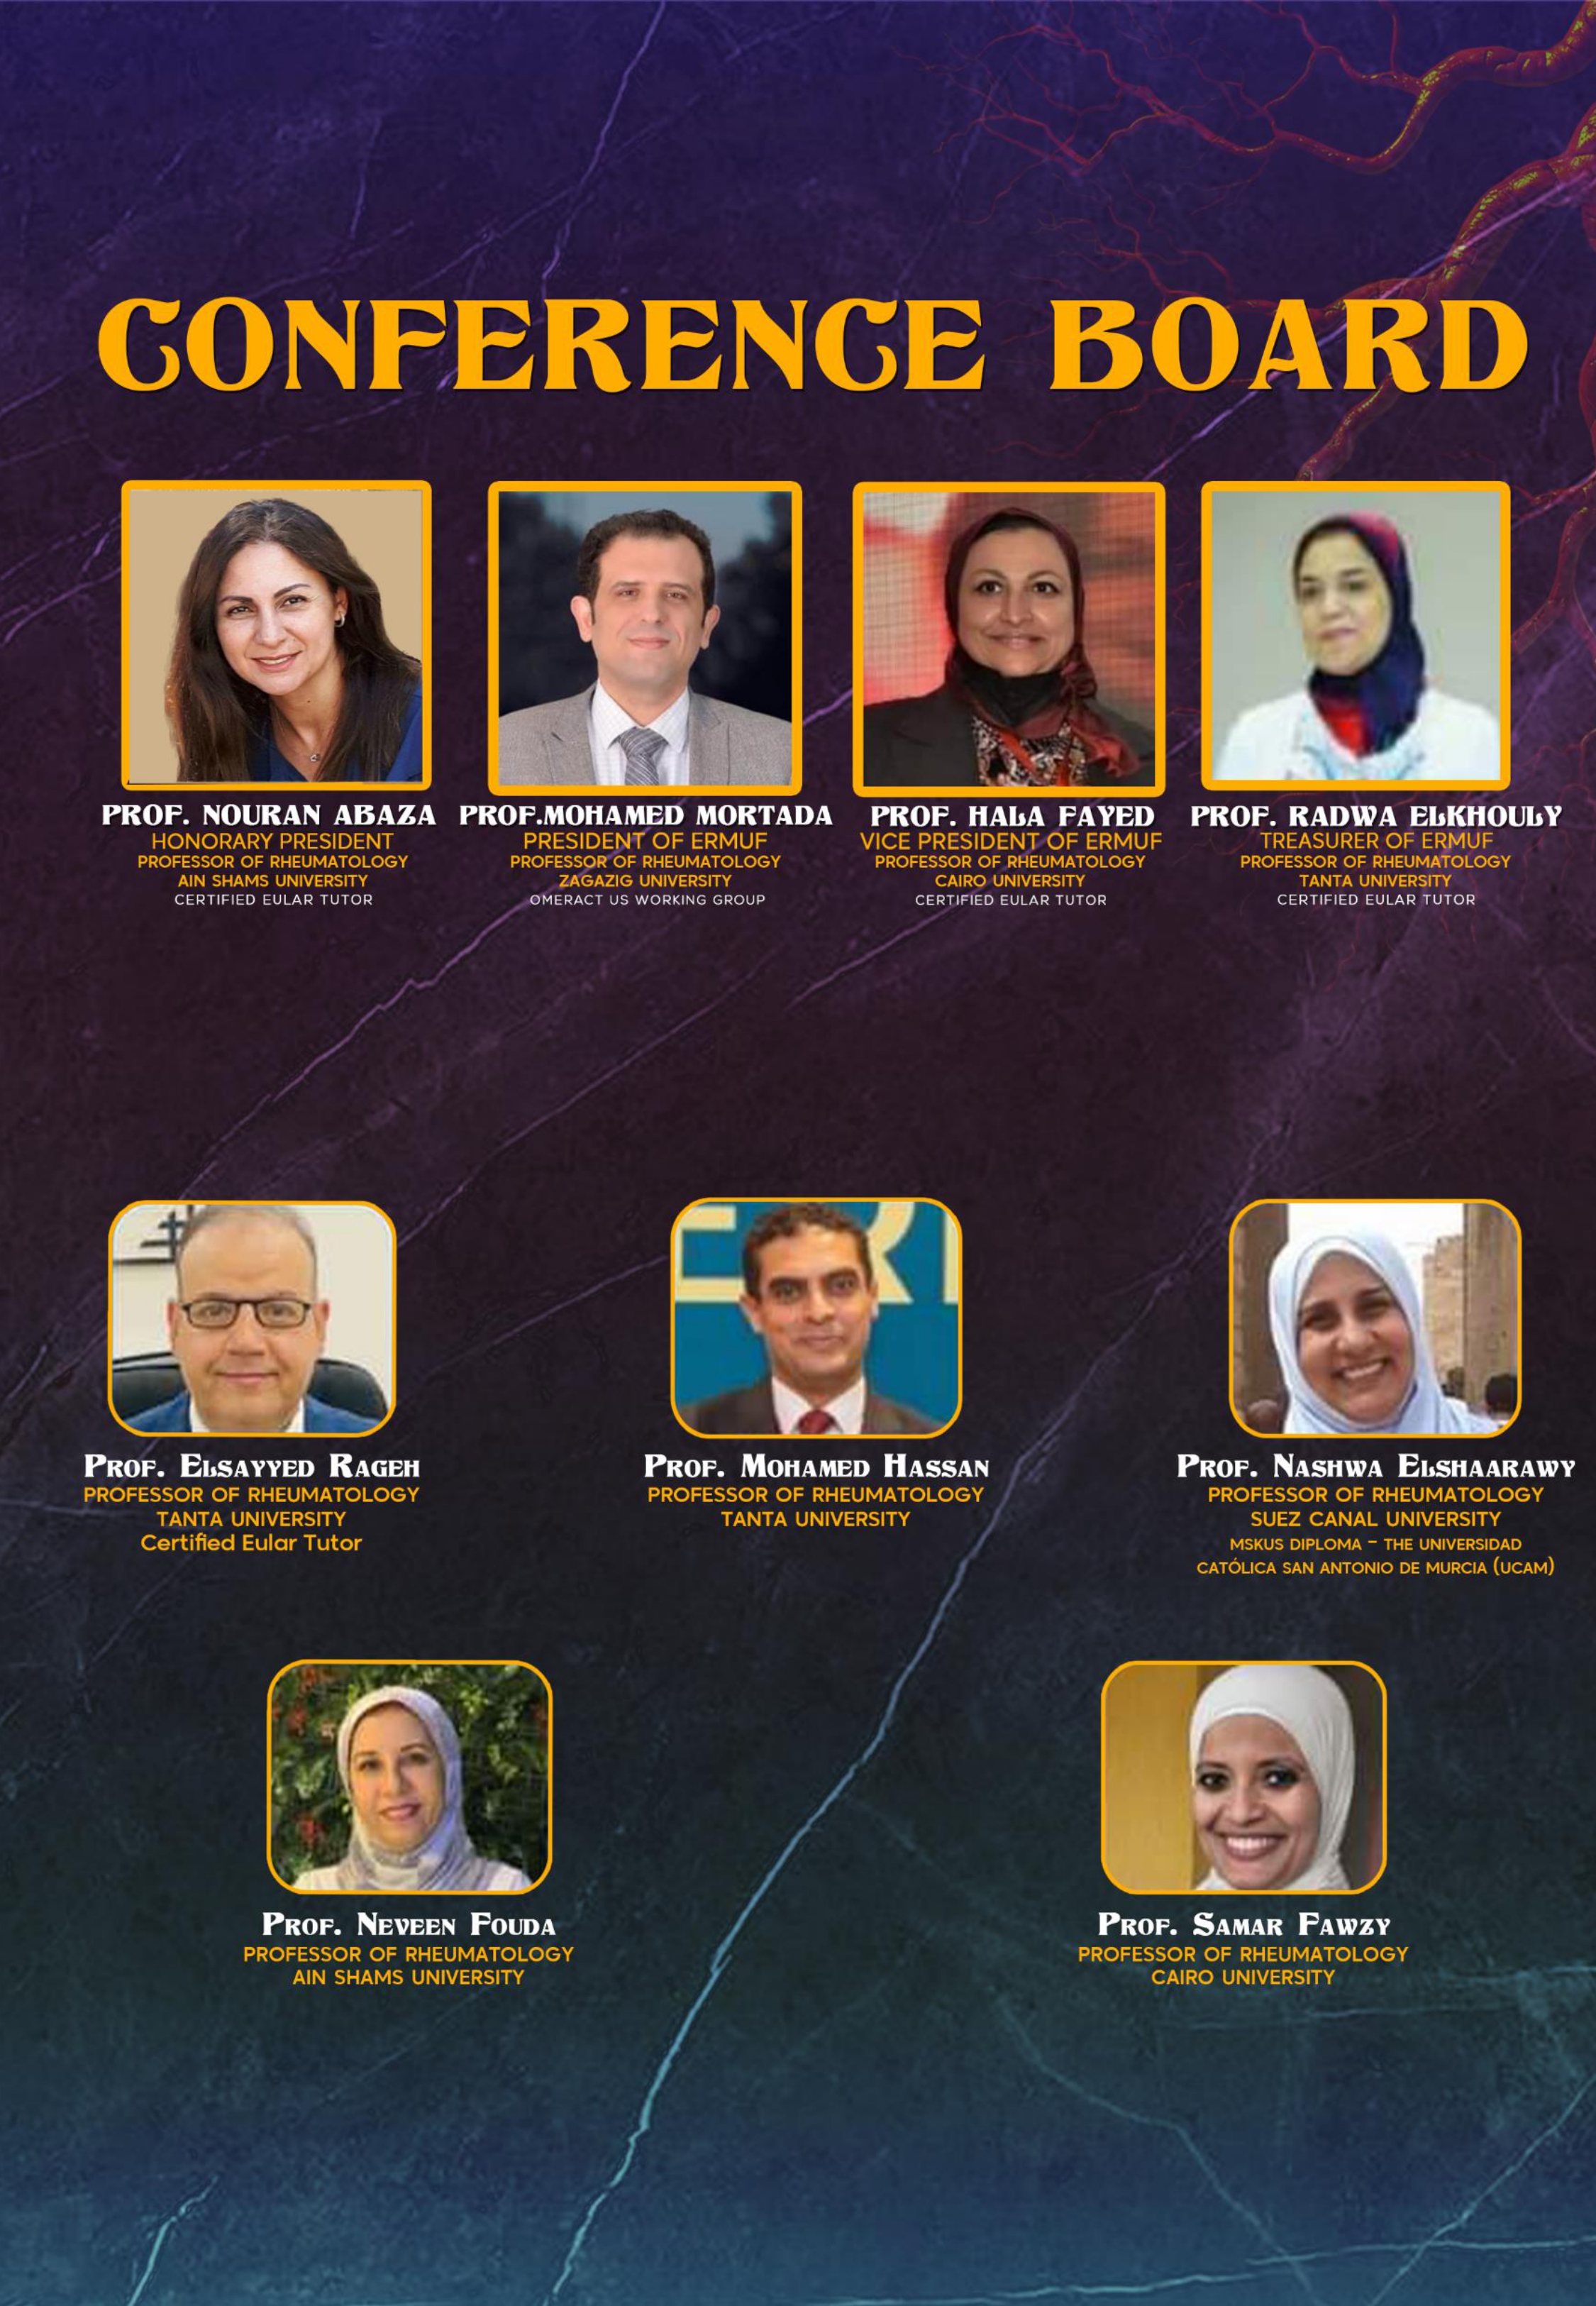 CONFERENCE BOARD
PROF. NOURAN ABAZA
HONORARY PRESIDENT
PROFESSOR OF RHEUMATOLOGY
AIN SHAMS UNIVERSITY
CERTIFIED EULAR TUTOR
PROF.MOHAMED MORTADA
PRESIDENT OF ERMUF
PROFESSOR OF RHEUMATOLOGY
ZAGAZIG UNIVERSITY
OMERACT US WORKING GROUP
PROF. HALA FAYED
VICE PRESIDENT OF ERMUF
PROFESSOR OF RHEUMATOLOGY
CAIRO UNIVERSITY
CERTIFIED EULAR TUTOR
PROF. RADWA ELKHOULY
TREASURER OF ERMUF
PROFESSOR OF RHEUMATOLOGY
TANTA UNIVERSITY
CERTIFIED EULAR TUTOR
PROF. ELSAYYED RAGEH
PROFESSOR OF RHEUMATOLOGY
TANTA UNIVERSITY
Certified Eular Tutor
PROF. MOHAMED HASSAN
PROFESSOR OF RHEUMATOLOGY
TANTA UNIVERSITY
PROF. NASHWA ELSHAARAWY
PROFESSOR OF RHEUMATOLOGY
SUEZ CANAL UNIVERSITY
MSKUS DIPLOMA - THE UNIVERSIDAD
CATÓLICA SAN ANTONIO DE MURCIA (UCAM)
PROF. NEVEEN FOUDA
PROFESSOR OF RHEUMATOLOGY
AIN SHAMS UNIVERSITY
PROF. SAMAR FAWZY
PROFESSOR OF RHEUMATOLOGY
CAIRO UNIVERSITY